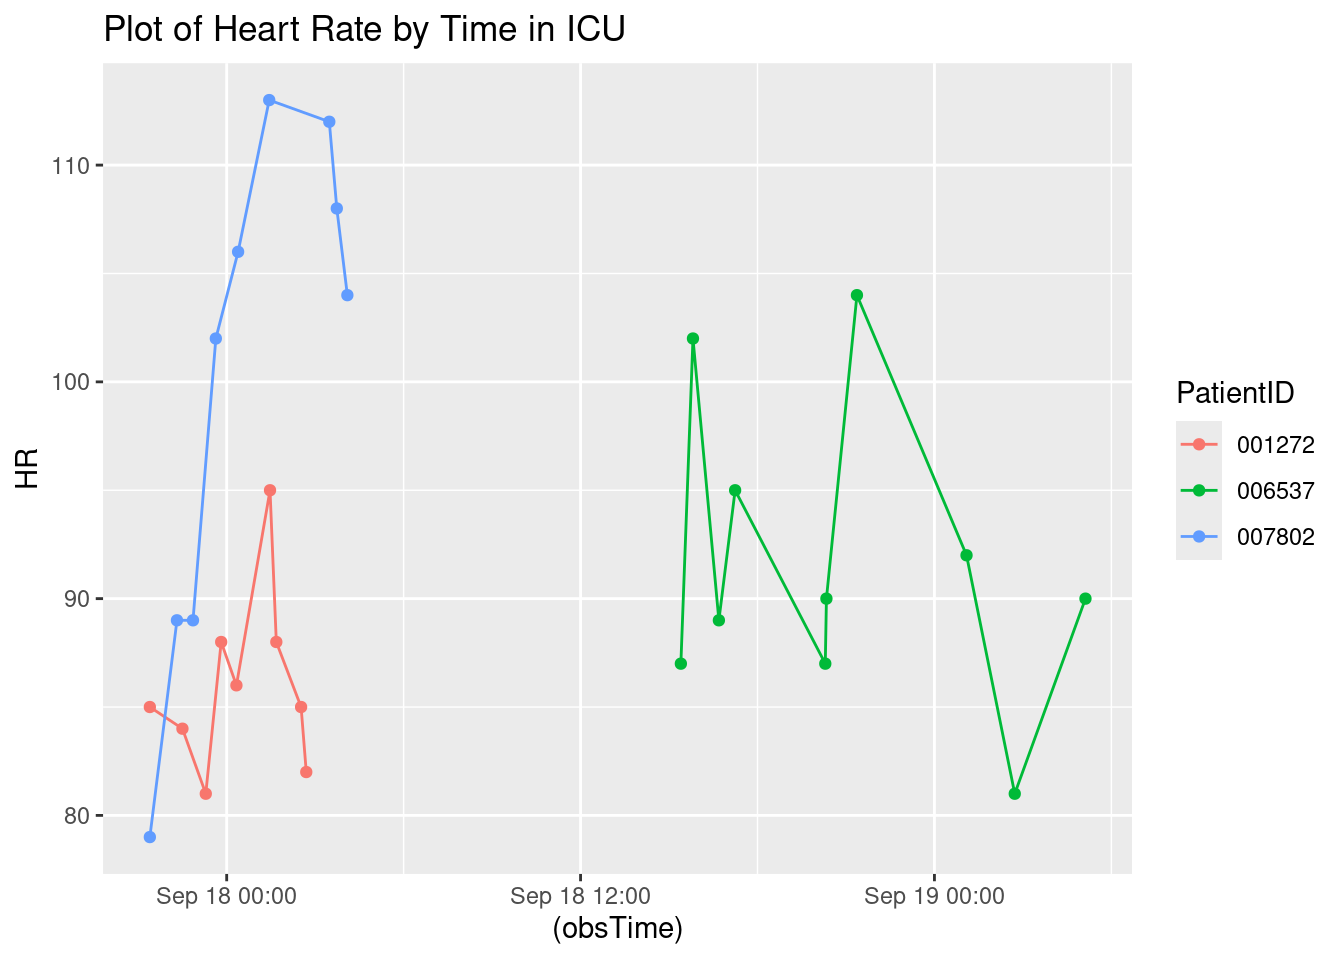 Plot of Heart Rate by Time in ICU
HR
110
100
90
80
Sep 18 00:00
Sep 18 12:00
Sep 19 00:00
(obsTime)
PatientID
001272
006537
007802